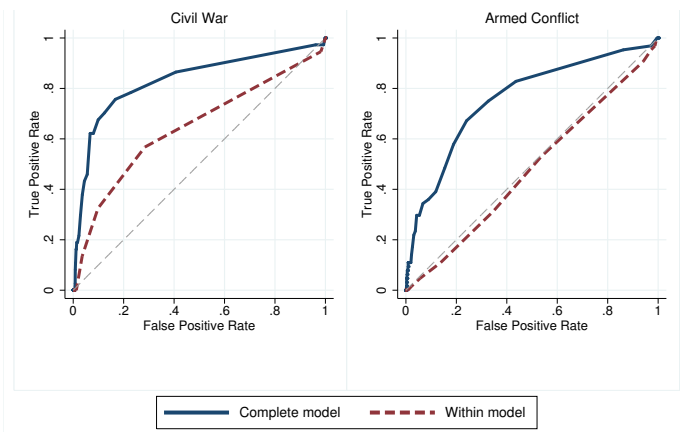 Civil War
True Positive Rate
1
.8
.6
.4
.2
0
0 .2 .4 .6 .8 1
False Positive Rate
Armed Conflict
True Positive Rate
1
.8
.6
.4
.2
0
0 .2 .4 .6 .8 1
False Positive Rate
Complete model Within model